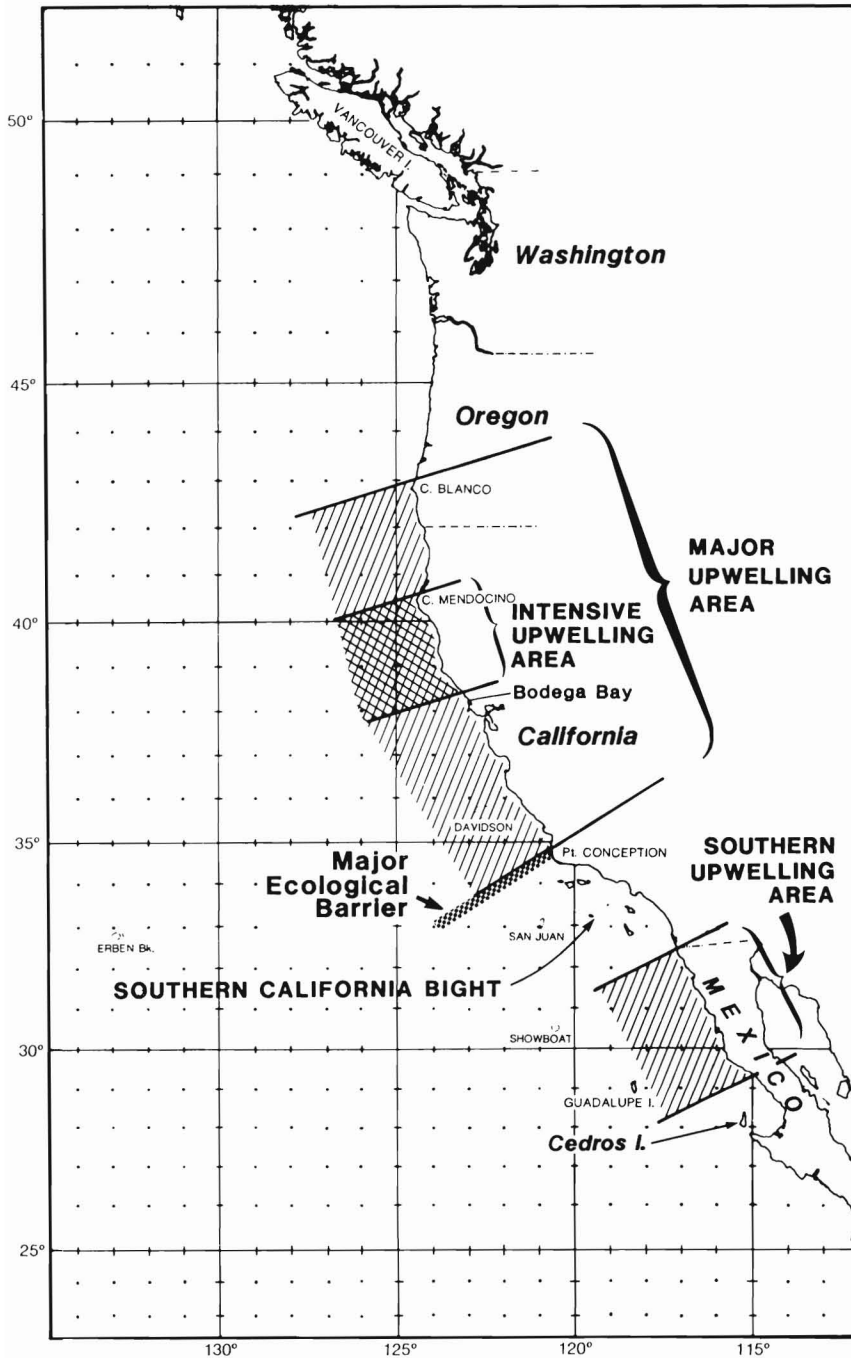 50°
VANCOUVER I.
Washington
45°
Oregon
C. BLANCO
MAJOR
UPWELLING
AREA
C. MENDOCINO
INTENSIVE
UPWELLING
AREA
40°
Bodega Bay
California
DAVIDSON
35°
Pt. CONCEPTION
Major
Ecological
Barrier
SOUTHERN
UPWELLING
AREA
ERBEN Bk.
SAN JUAN
SOUTHERN CALIFORNIA BIGHT
MEXICO
SHOWBOAT
30°
GUADALUPE I.
Cedros I.
25°
130°
125°
120°
115°